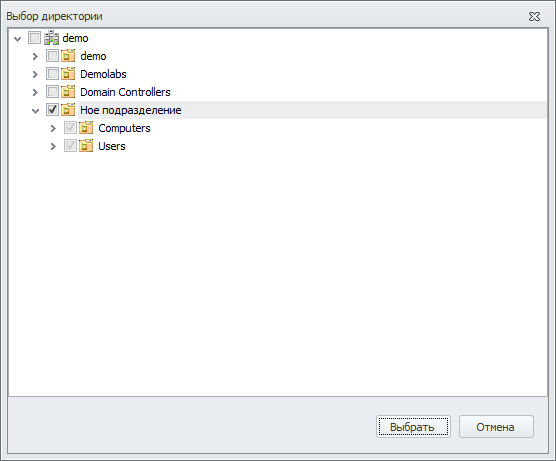 Выбор директории
demo
demo
Demolabs
Domain Controllers
Ное подразделение
Computers
Users
Выбрать
Отмена